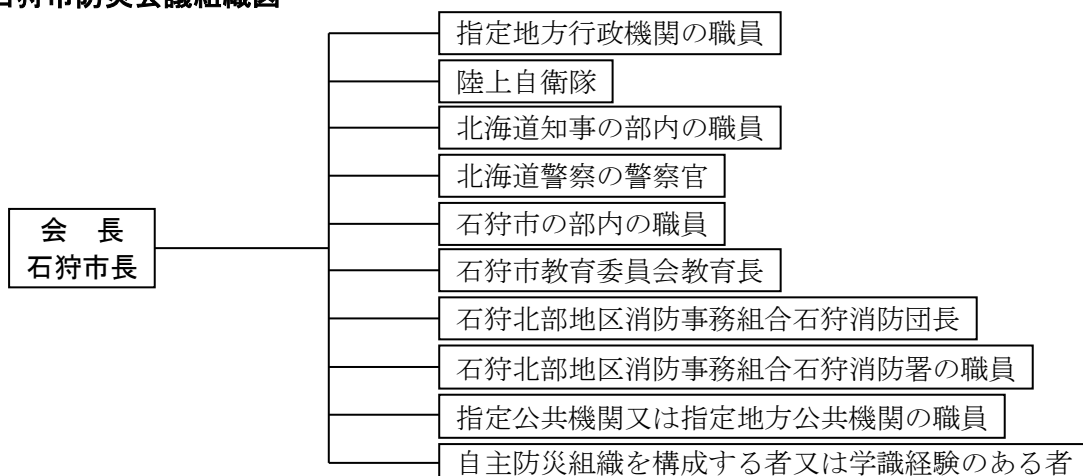 石狩市防災会議組織図
指定地方行政機関の職員
陸上自衛隊
北海道知事の部内の職員
北海道警察の警察官
会　長
石狩市長
石狩市の部内の職員
石狩市教育委員会教育長
石狩北部地区消防事務組合石狩消防団長
石狩北部地区消防事務組合石狩消防署の職員
指定公共機関又は指定地方公共機関の職員
自主防災組織を構成する者又は学識経験のある者